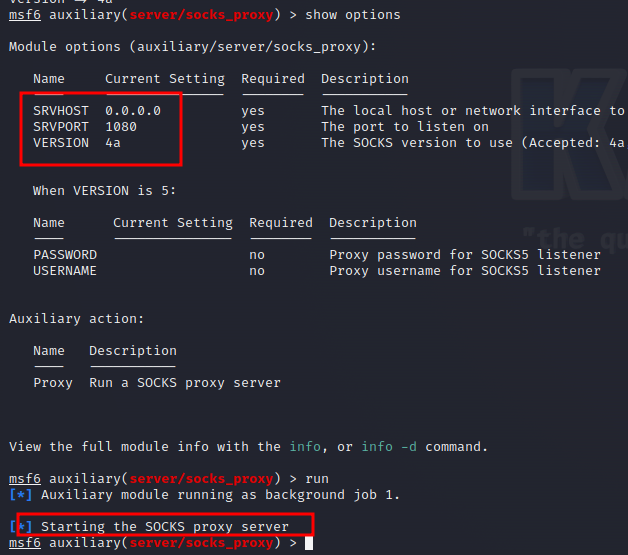 version => 4a
msf6 auxiliary(server/socks_proxy) > show options
Module options (auxiliary/server/socks_proxy):
Name Current Setting Required Description
SRVHOST 0.0.0.0 yes The local host or network interface to
SRVPORT 1080 yes The port to listen on
VERSION 4a yes The SOCKS version to use (Accepted: 4a
When VERSION is 5:
Name Current Setting Required Description
PASSWORD no Proxy password for SOCKS5 listener
USERNAME no Proxy username for SOCKS5 listener
"the qu
Auxiliary action:
Name Description
Proxy Run a SOCKS proxy server
View the full module info with the info, or info -d command.
msf6 auxiliary(server/socks_proxy) > run
[*] Auxiliary module running as background job 1.
[*] Starting the SOCKS proxy server
msf6 auxiliary(server/socks_proxy) >